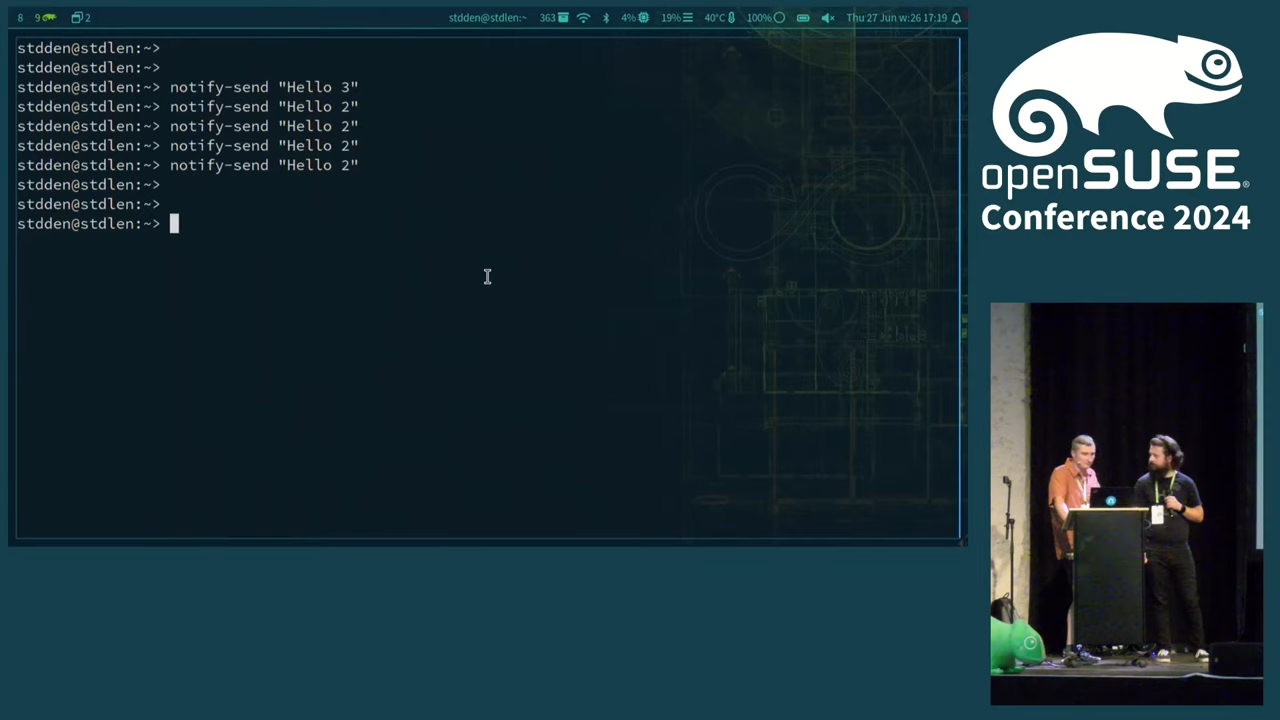 8 9 2 stdden@stdlen:~ 363 4% 19% 40°C 100% Thu 27 Jun w:26 17:19
stdden@stdlen:~>
stdden@stdlen:~>
stdden@stdlen:~> notify-send "Hello 3"
stdden@stdlen:~> notify-send "Hello 2"
stdden@stdlen:~> notify-send "Hello 2"
stdden@stdlen:~> notify-send "Hello 2"
stdden@stdlen:~> notify-send "Hello 2"
stdden@stdlen:~>
stdden@stdlen:~>
stdden@stdlen:~>
openSUSE®
Conference 2024